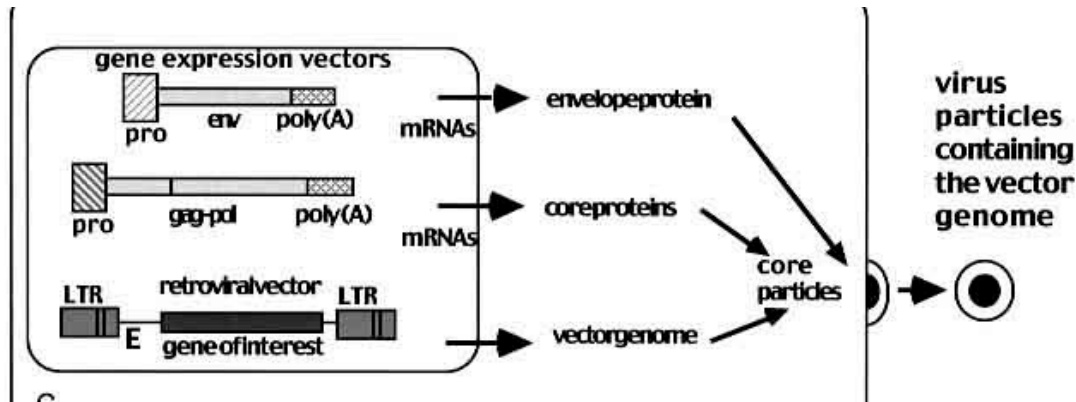 gene expression vectors
pro
env
poly(A)
mRNAs
envelopeprotein
pro
gag-pol
poly(A)
mRNAs
coreproteins
core
particles
LTR
retroviralvector
LTR
E
geneofinterest
vectorgenome
virus
particles
containing
the vector
genome